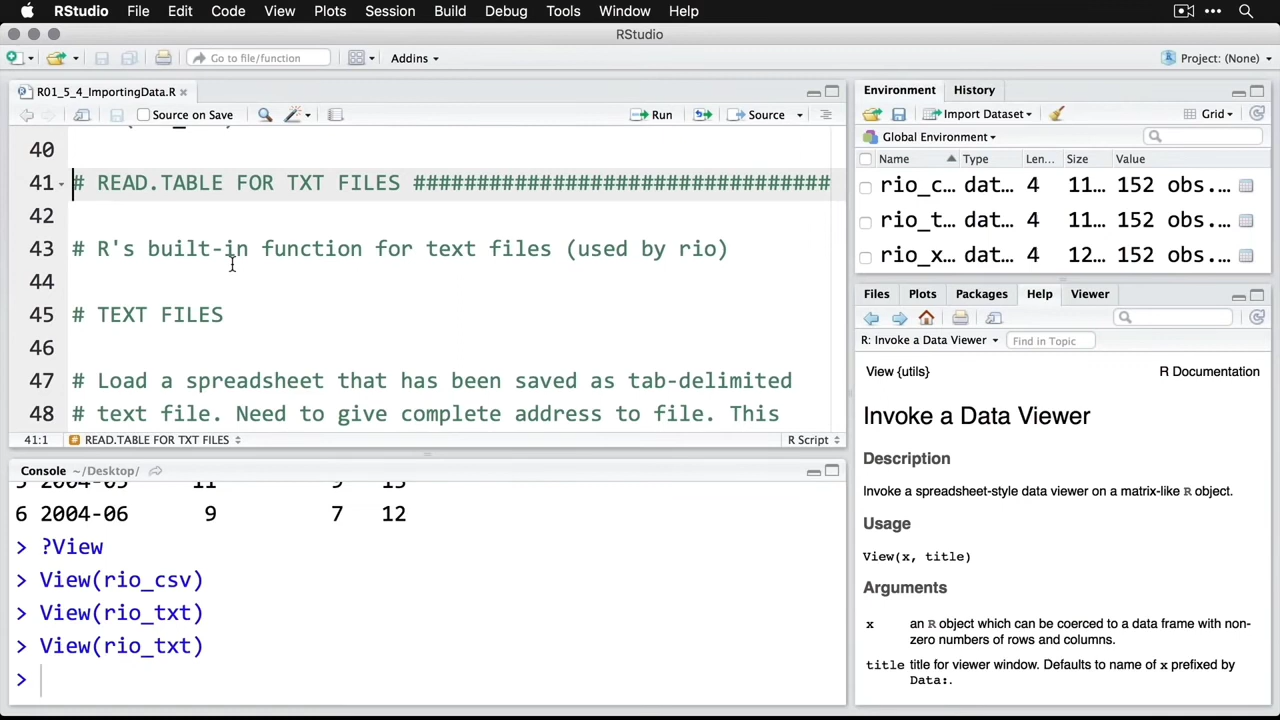 RStudio File Edit Code View Plots Session Build Debug Tools Window Help
RStudio
Go to file/function Addins Project: (None)
R01_5_4_ImportingData.R
Source on Save Run Source
40
41 # READ.TABLE FOR TXT FILES #################################
42
43 # R's built-in function for text files (used by rio)
44
45 # TEXT FILES
46
47 # Load a spreadsheet that has been saved as tab-delimited
48 # text file. Need to give complete address to file. This
41:1 READ.TABLE FOR TXT FILES R Script
Console ~/Desktop/
5 2004-05 11 9 15
6 2004-06 9 7 12
> ?View
> View(rio_csv)
> View(rio_txt)
> View(rio_txt)
>
Environment History
Import Dataset Grid
Global Environment
Name Type Len... Size Value
rio_c... dat... 4 11... 152 obs....
rio_t... dat... 4 11... 152 obs....
rio_x... dat... 4 12... 152 obs....
Files Plots Packages Help Viewer
R: Invoke a Data Viewer Find in Topic
View {utils} R Documentation
Invoke a Data Viewer
Description
Invoke a spreadsheet-style data viewer on a matrix-like R object.
Usage
View(x, title)
Arguments
x an R object which can be coerced to a data frame with non-
zero numbers of rows and columns.
title title for viewer window. Defaults to name of x prefixed by
Data:.